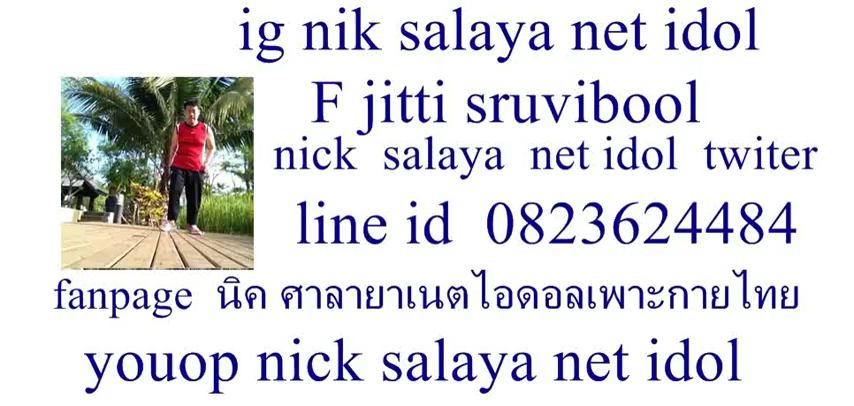 ig nik salaya net idol
F jitti sruvibool
nick salaya net idol twiter
line id 0823624484
fanpage นิค ศาลายาเนตไอดอลเพาะกายไทย
youop nick salaya net idol